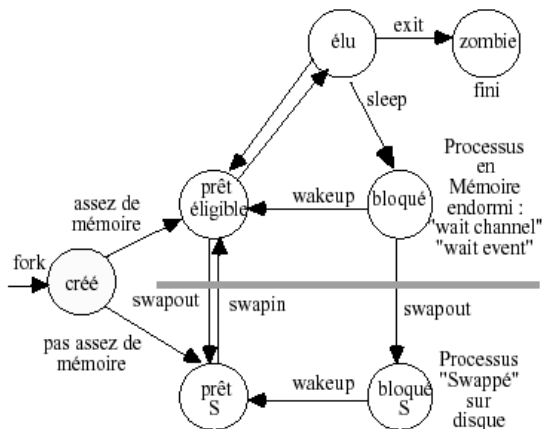 élu
exit
zombie
fini
sleep
Processus
en
Mémoire
endormi :
"wait channel"
"wait event"
prêt
éligible
wakeup
bloqué
assez de
mémoire
fork
créé
swapout
swapin
swapout
pas assez de
mémoire
prêt
S
wakeup
bloqué
S
Processus
"Swappé"
sur
disque